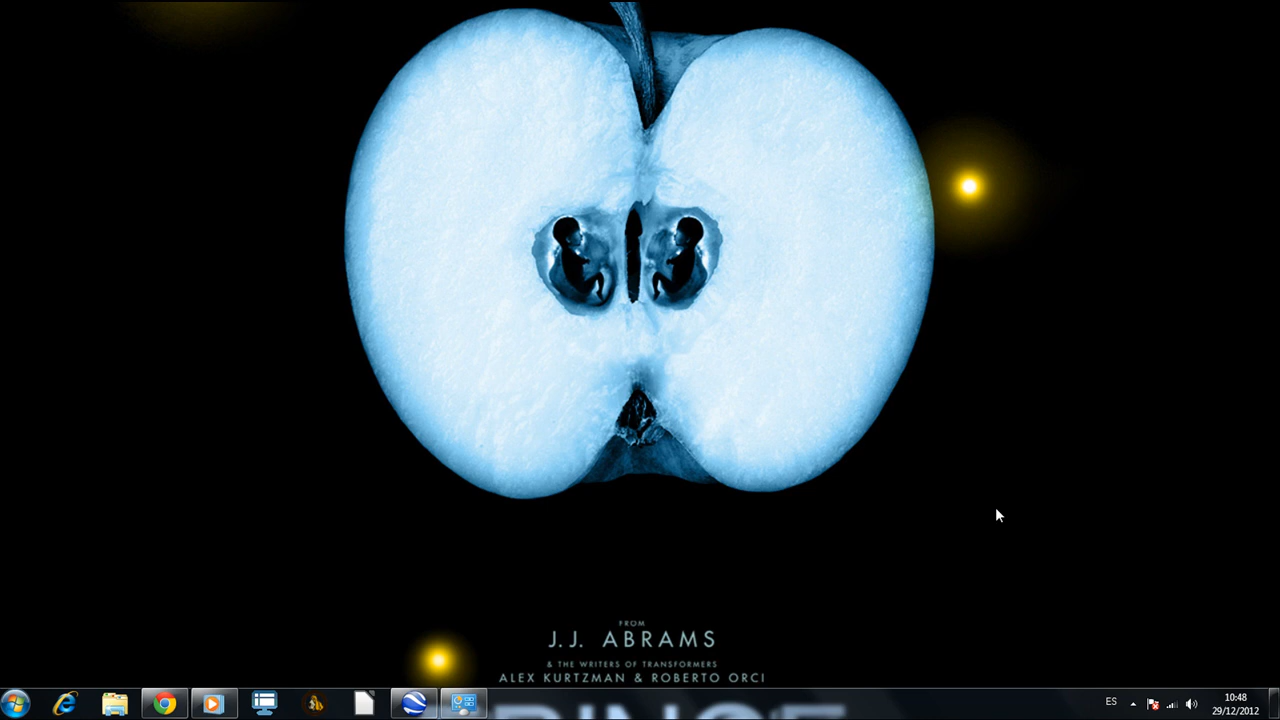 FROM
J.J. ABRAMS
& THE WRITERS OF TRANSFORMERS
ALEX KURTZMAN & ROBERTO ORCI
ES
10:48
29/12/2012